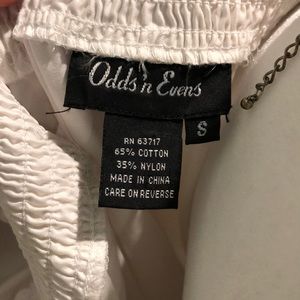 Odds 'n Evens
S
RN 63717
65% COTTON
35% NYLON
MADE IN CHINA
CARE ON REVERSE